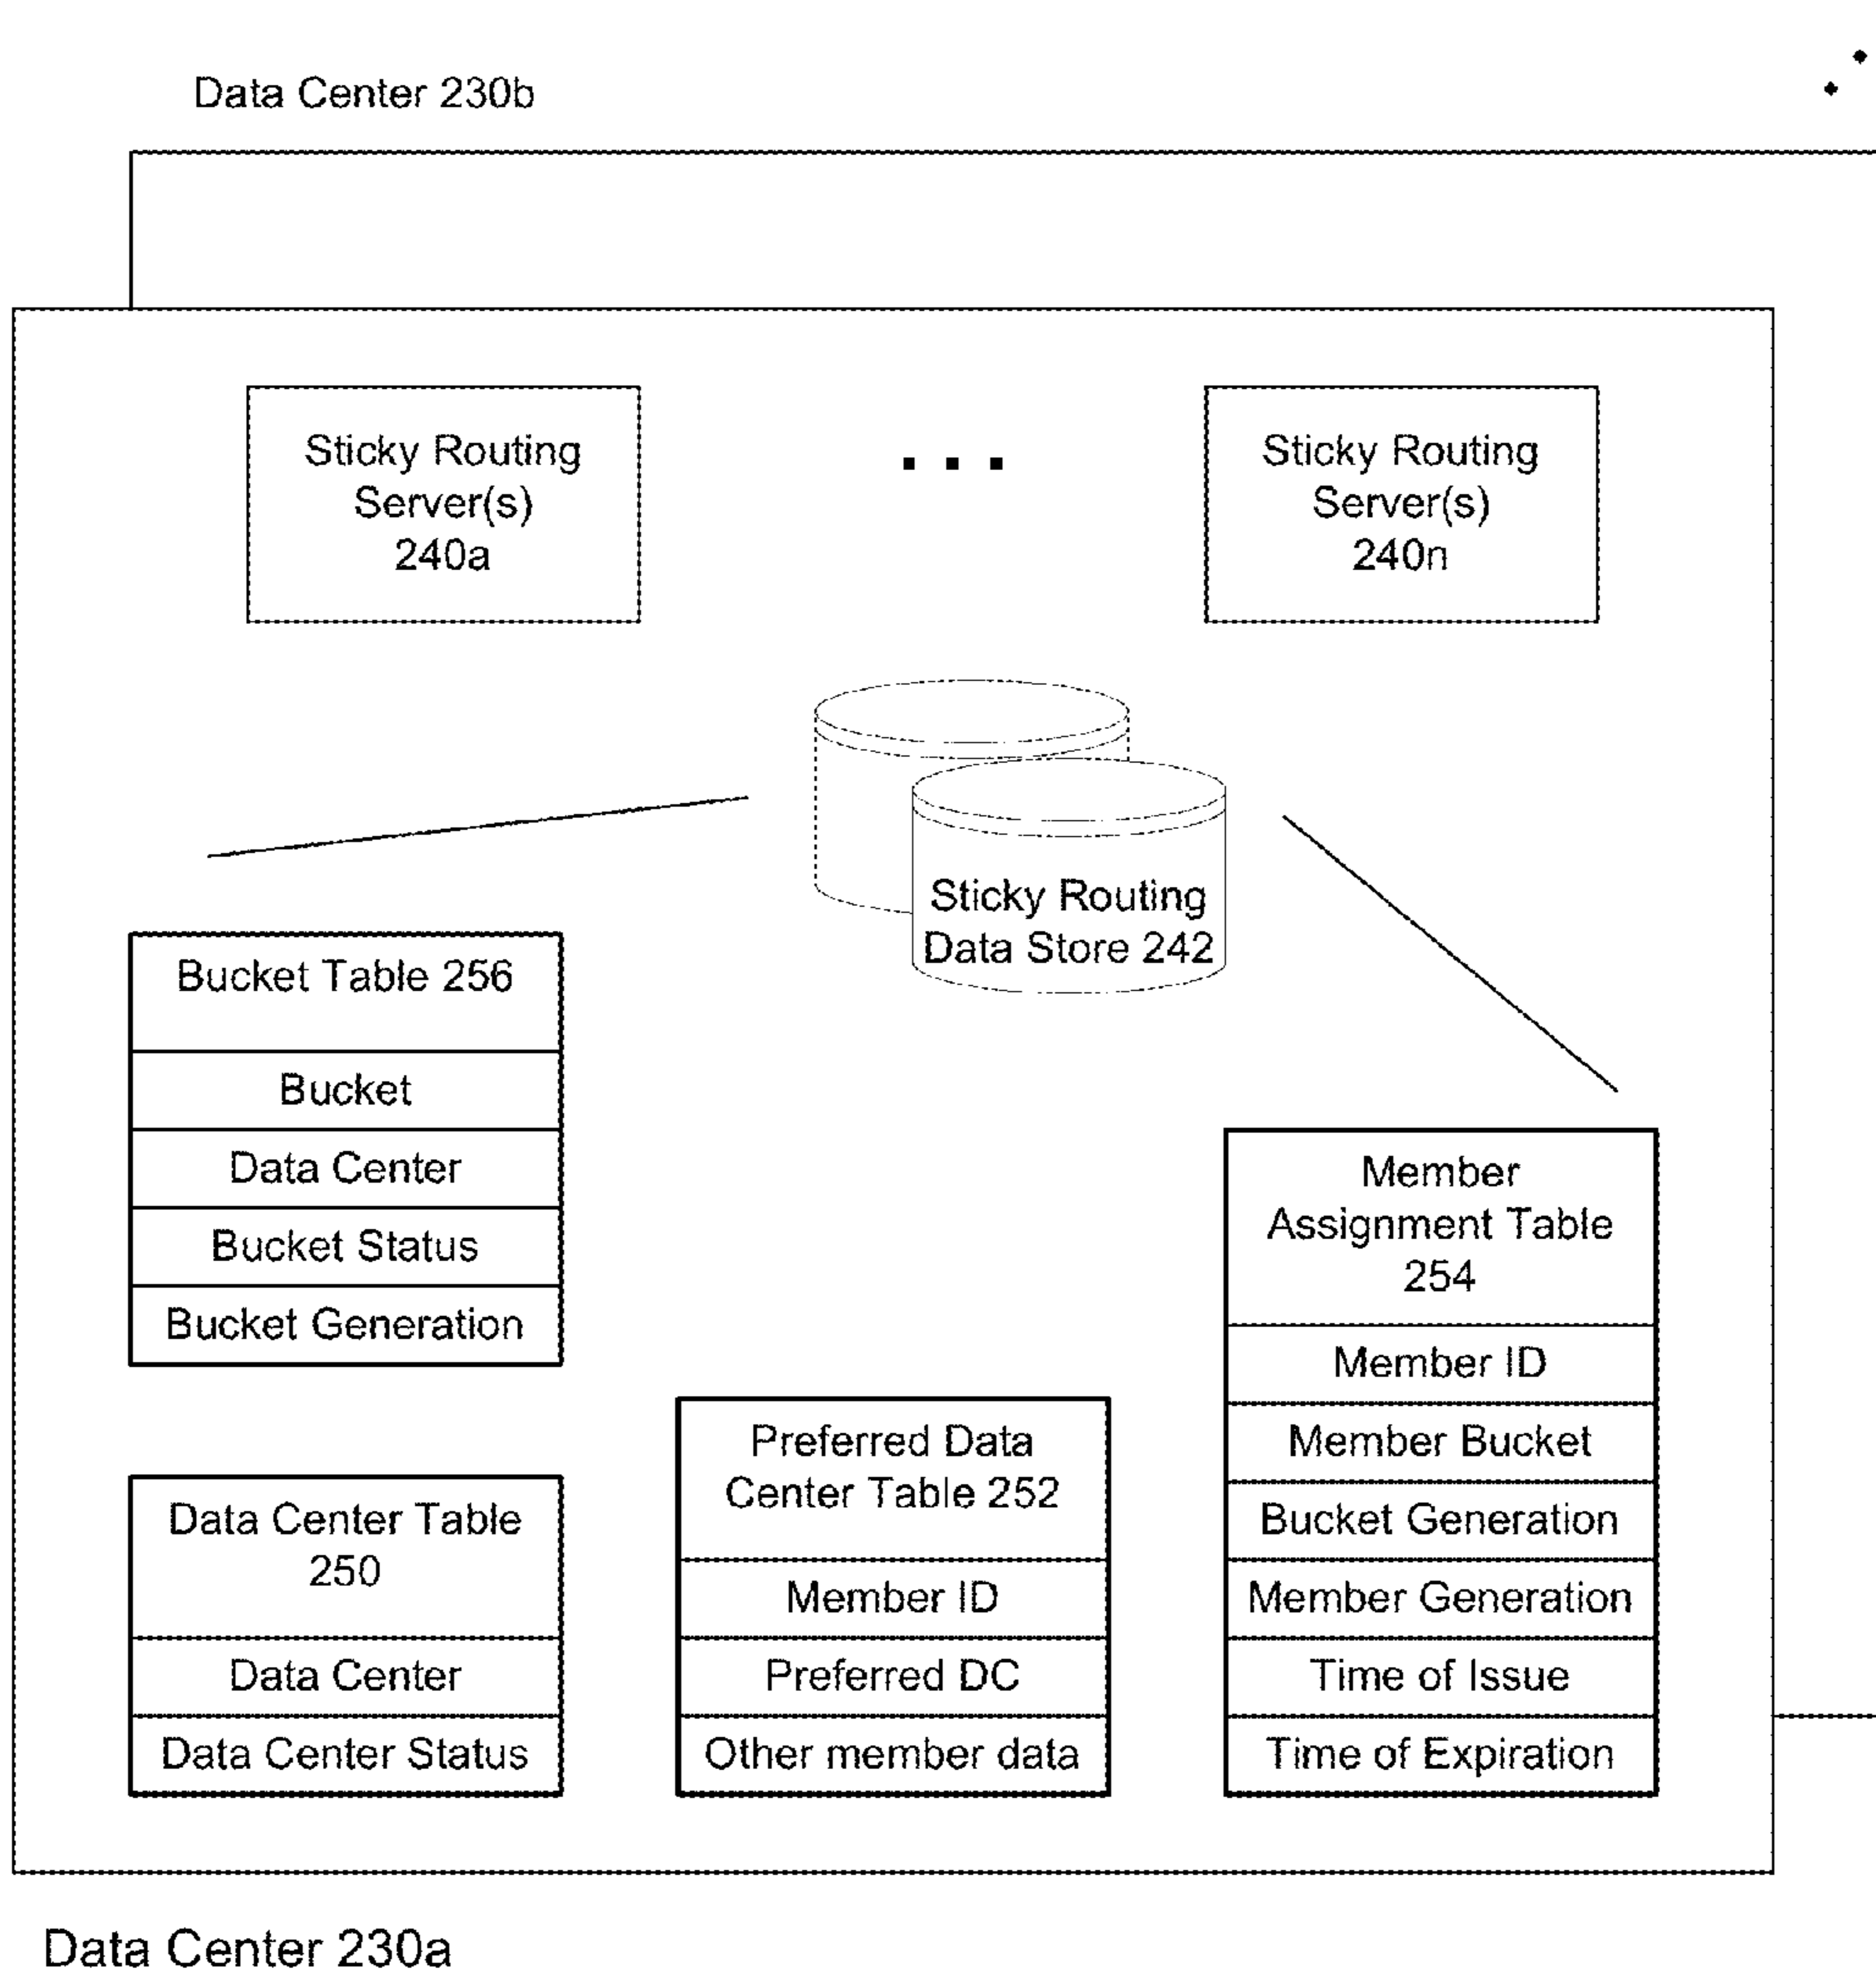 Data Center 230b
Sticky Routing
Server(s)
240a
. . .
Sticky Routing
Server(s)
240n
Sticky Routing
Data Store 242
Bucket Table 256
Bucket
Data Center
Bucket Status
Bucket Generation
Data Center Table
250
Data Center
Data Center Status
Preferred Data
Center Table 252
Member ID
Preferred DC
Other member data
Member
Assignment Table
254
Member ID
Member Bucket
Bucket Generation
Member Generation
Time of Issue
Time of Expiration
Data Center 230a